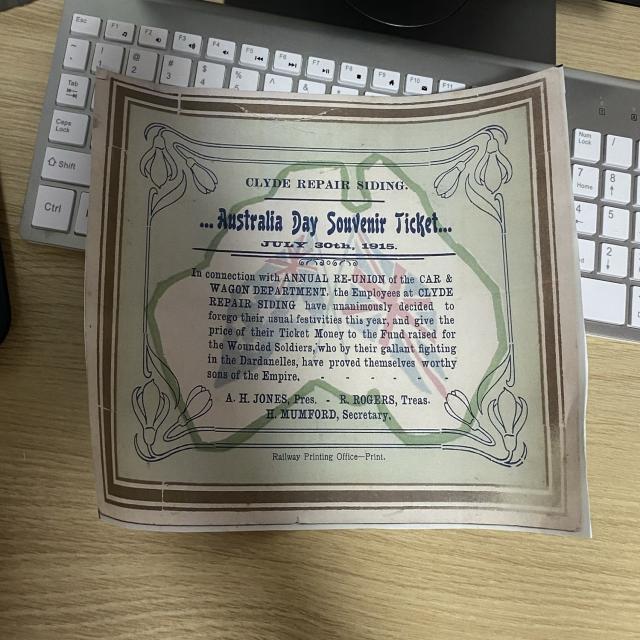 Esc F1 F2 F3 F4 F5 F6 F7 F8 F9 F10 F11
~ ! @ # $ % ^ & 
1 2 3 4 5 6 7
Tab
Caps Lock
Shift
Ctrl
Num Lock /
7 Home 8
4 5
2
CLYDE REPAIR SIDING.
...Australia Day Souvenir Ticket...
JULY 30th, 1915.
In connection with ANNUAL RE-UNION of the CAR &
WAGON DEPARTMENT, the Employees at CLYDE
REPAIR SIDING have unanimously decided to
forego their usual festivities this year, and give the
price of their Ticket Money to the Fund raised for
the Wounded Soldiers, who by their gallant fighting
in the Dardanelles, have proved themselves worthy
sons of the Empire. - - - -
A. H. JONES, Pres. - R. ROGERS, Treas.
H. MUMFORD, Secretary.
Railway Printing Office—Print.